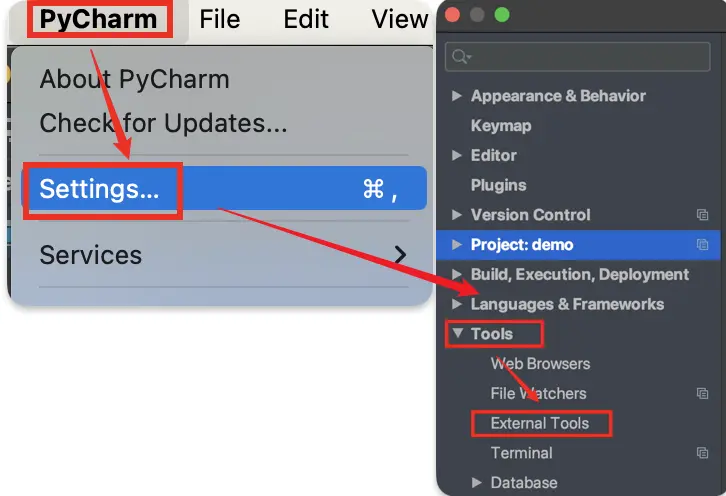 PyCharm File Edit View
About PyCharm
Check for Updates...
Settings... ⌘ ,
Services
Appearance & Behavior
Keymap
Editor
Plugins
Version Control
Project: demo
Build, Execution, Deployment
Languages & Frameworks
Tools
Web Browsers
File Watchers
External Tools
Terminal
Database